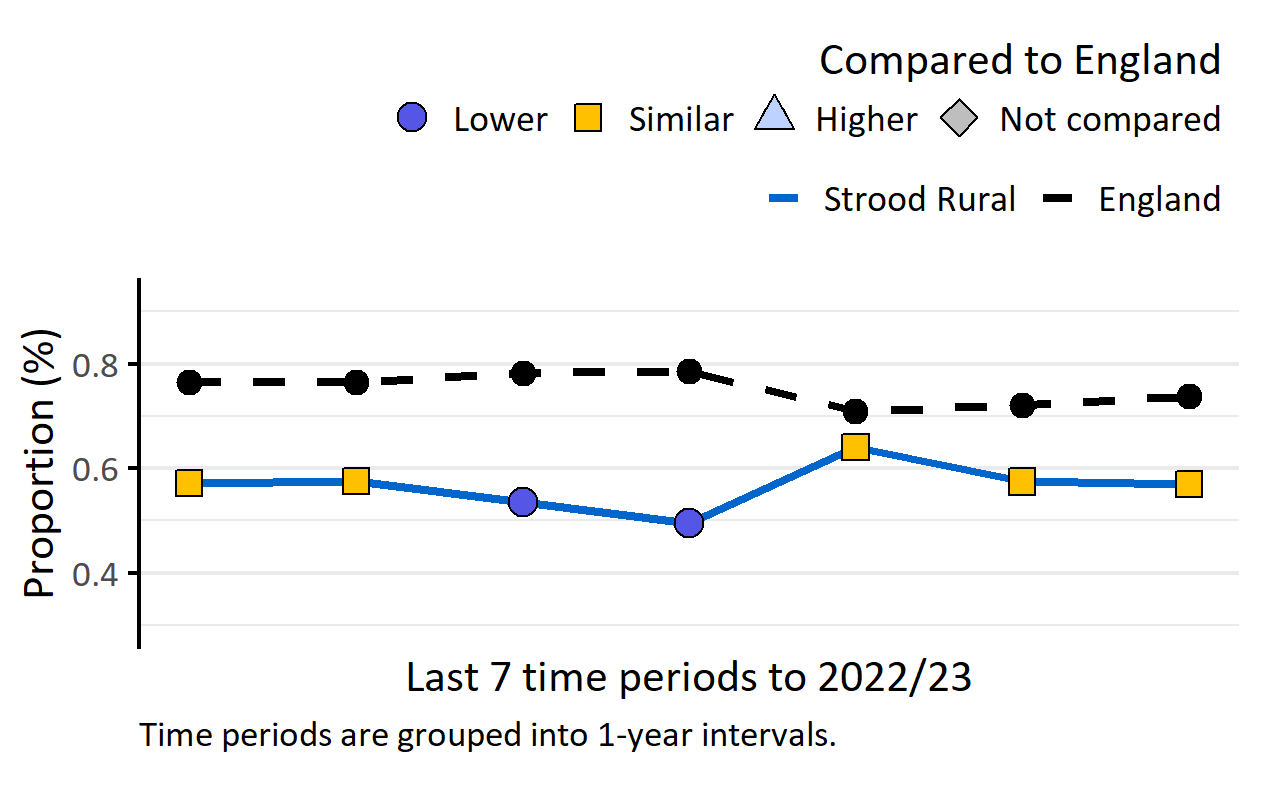 Compared to England
Lower Similar Higher Not compared
Strood Rural England
Proportion (%)
0.8
0.6
0.4
Last 7 time periods to 2022/23
Time periods are grouped into 1-year intervals.